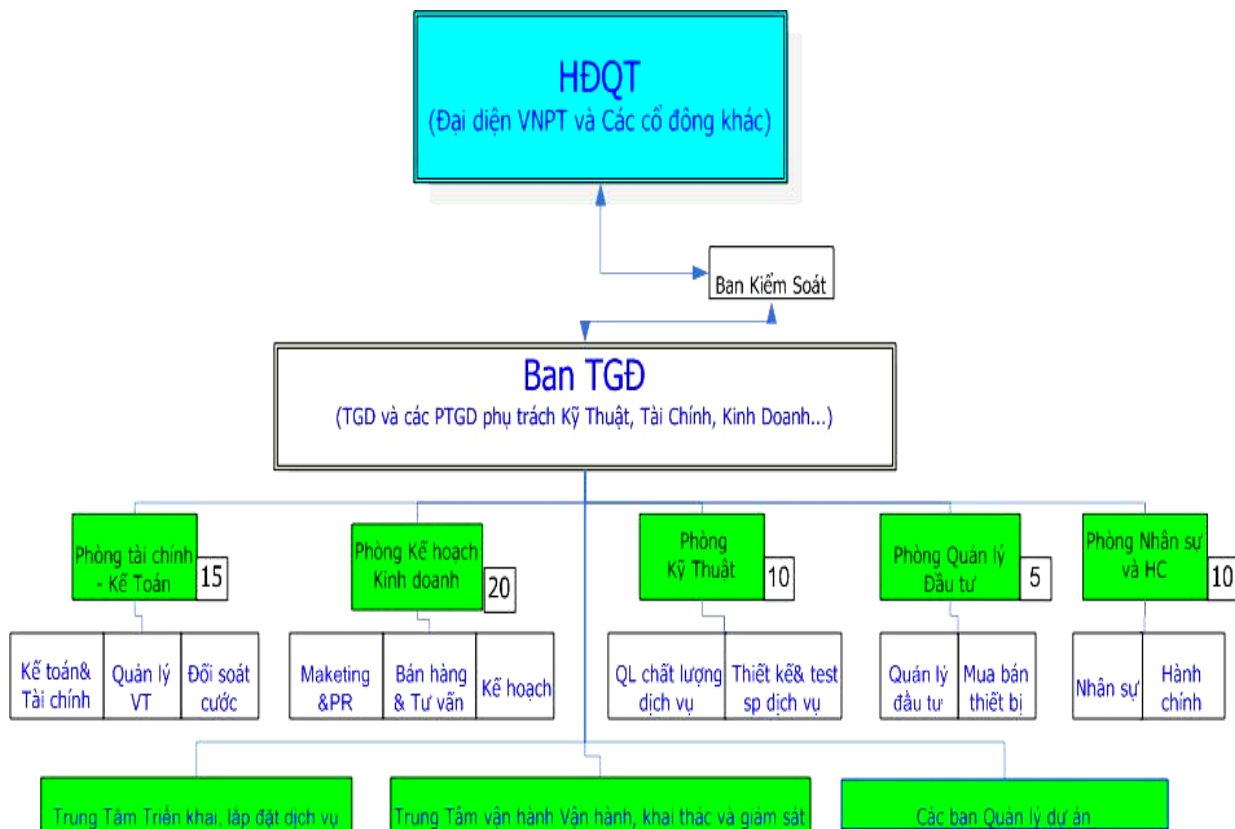 HĐQT
(Đại diện VNPT và Các cổ đông khác)
Ban Kiểm Soát
Ban TGĐ
(TGD và các PTGD phụ trách Kỹ Thuật, Tài Chính, Kinh Doanh...)
Phòng tài chính
- Kế Toán
15
Phòng Kế hoạch
Kinh doanh
20
Phòng
Kỹ Thuật
10
Phòng Quản lý
Đầu tư
5
Phòng Nhân sự
và HC
10
Kế toán&
Tài chính
Quản lý
VT
Đối soát
cước
Maketing
&PR
Bán hàng
& Tư vấn
Kế hoạch
QL chất lượng
dịch vụ
Thiết kế& test
sp dịch vụ
Quản lý
đầu tư
Mua bán
thiết bị
Nhân sự
Hành
chính
Trung Tâm Triển khai, lắp đặt dịch vụ
Trung Tâm vận hành Vận hành, khai thác và giám sát
Các ban Quản lý dự án